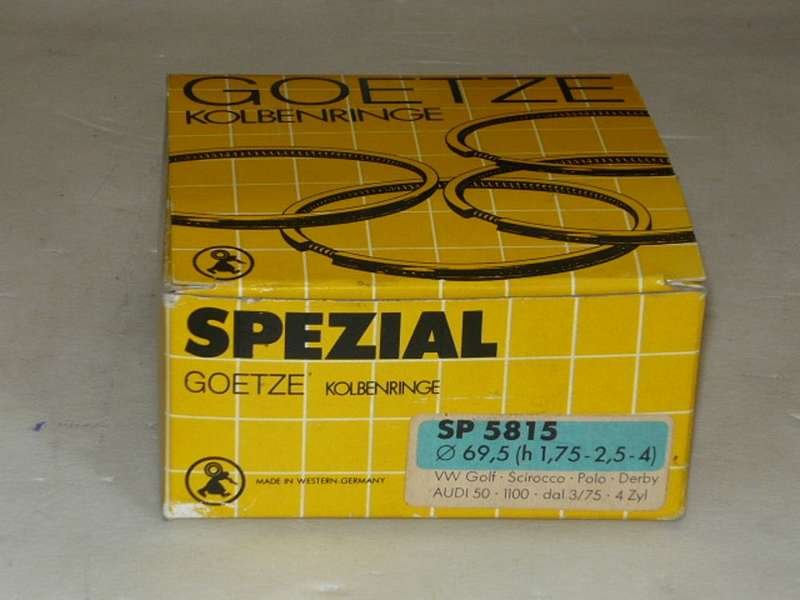 GOETZE
KOLBENRINGE
SPEZIAL
GOETZE KOLBENRINGE
MADE IN WESTERN-GERMANY
SP 5815
Ø 69,5 (h 1,75-2,5-4)
VW Golf · Scirocco · Polo · Derby
AUDI 50 · 1100 · dal 3/75 · 4 Zyl